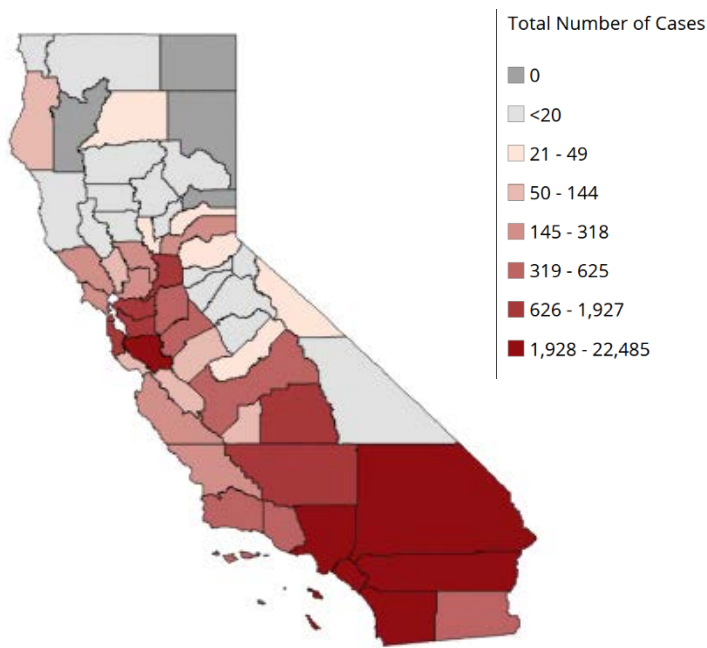 Total Number of Cases
0
<20
21 - 49
50 - 144
145 - 318
319 - 625
626 - 1,927
1,928 - 22,485